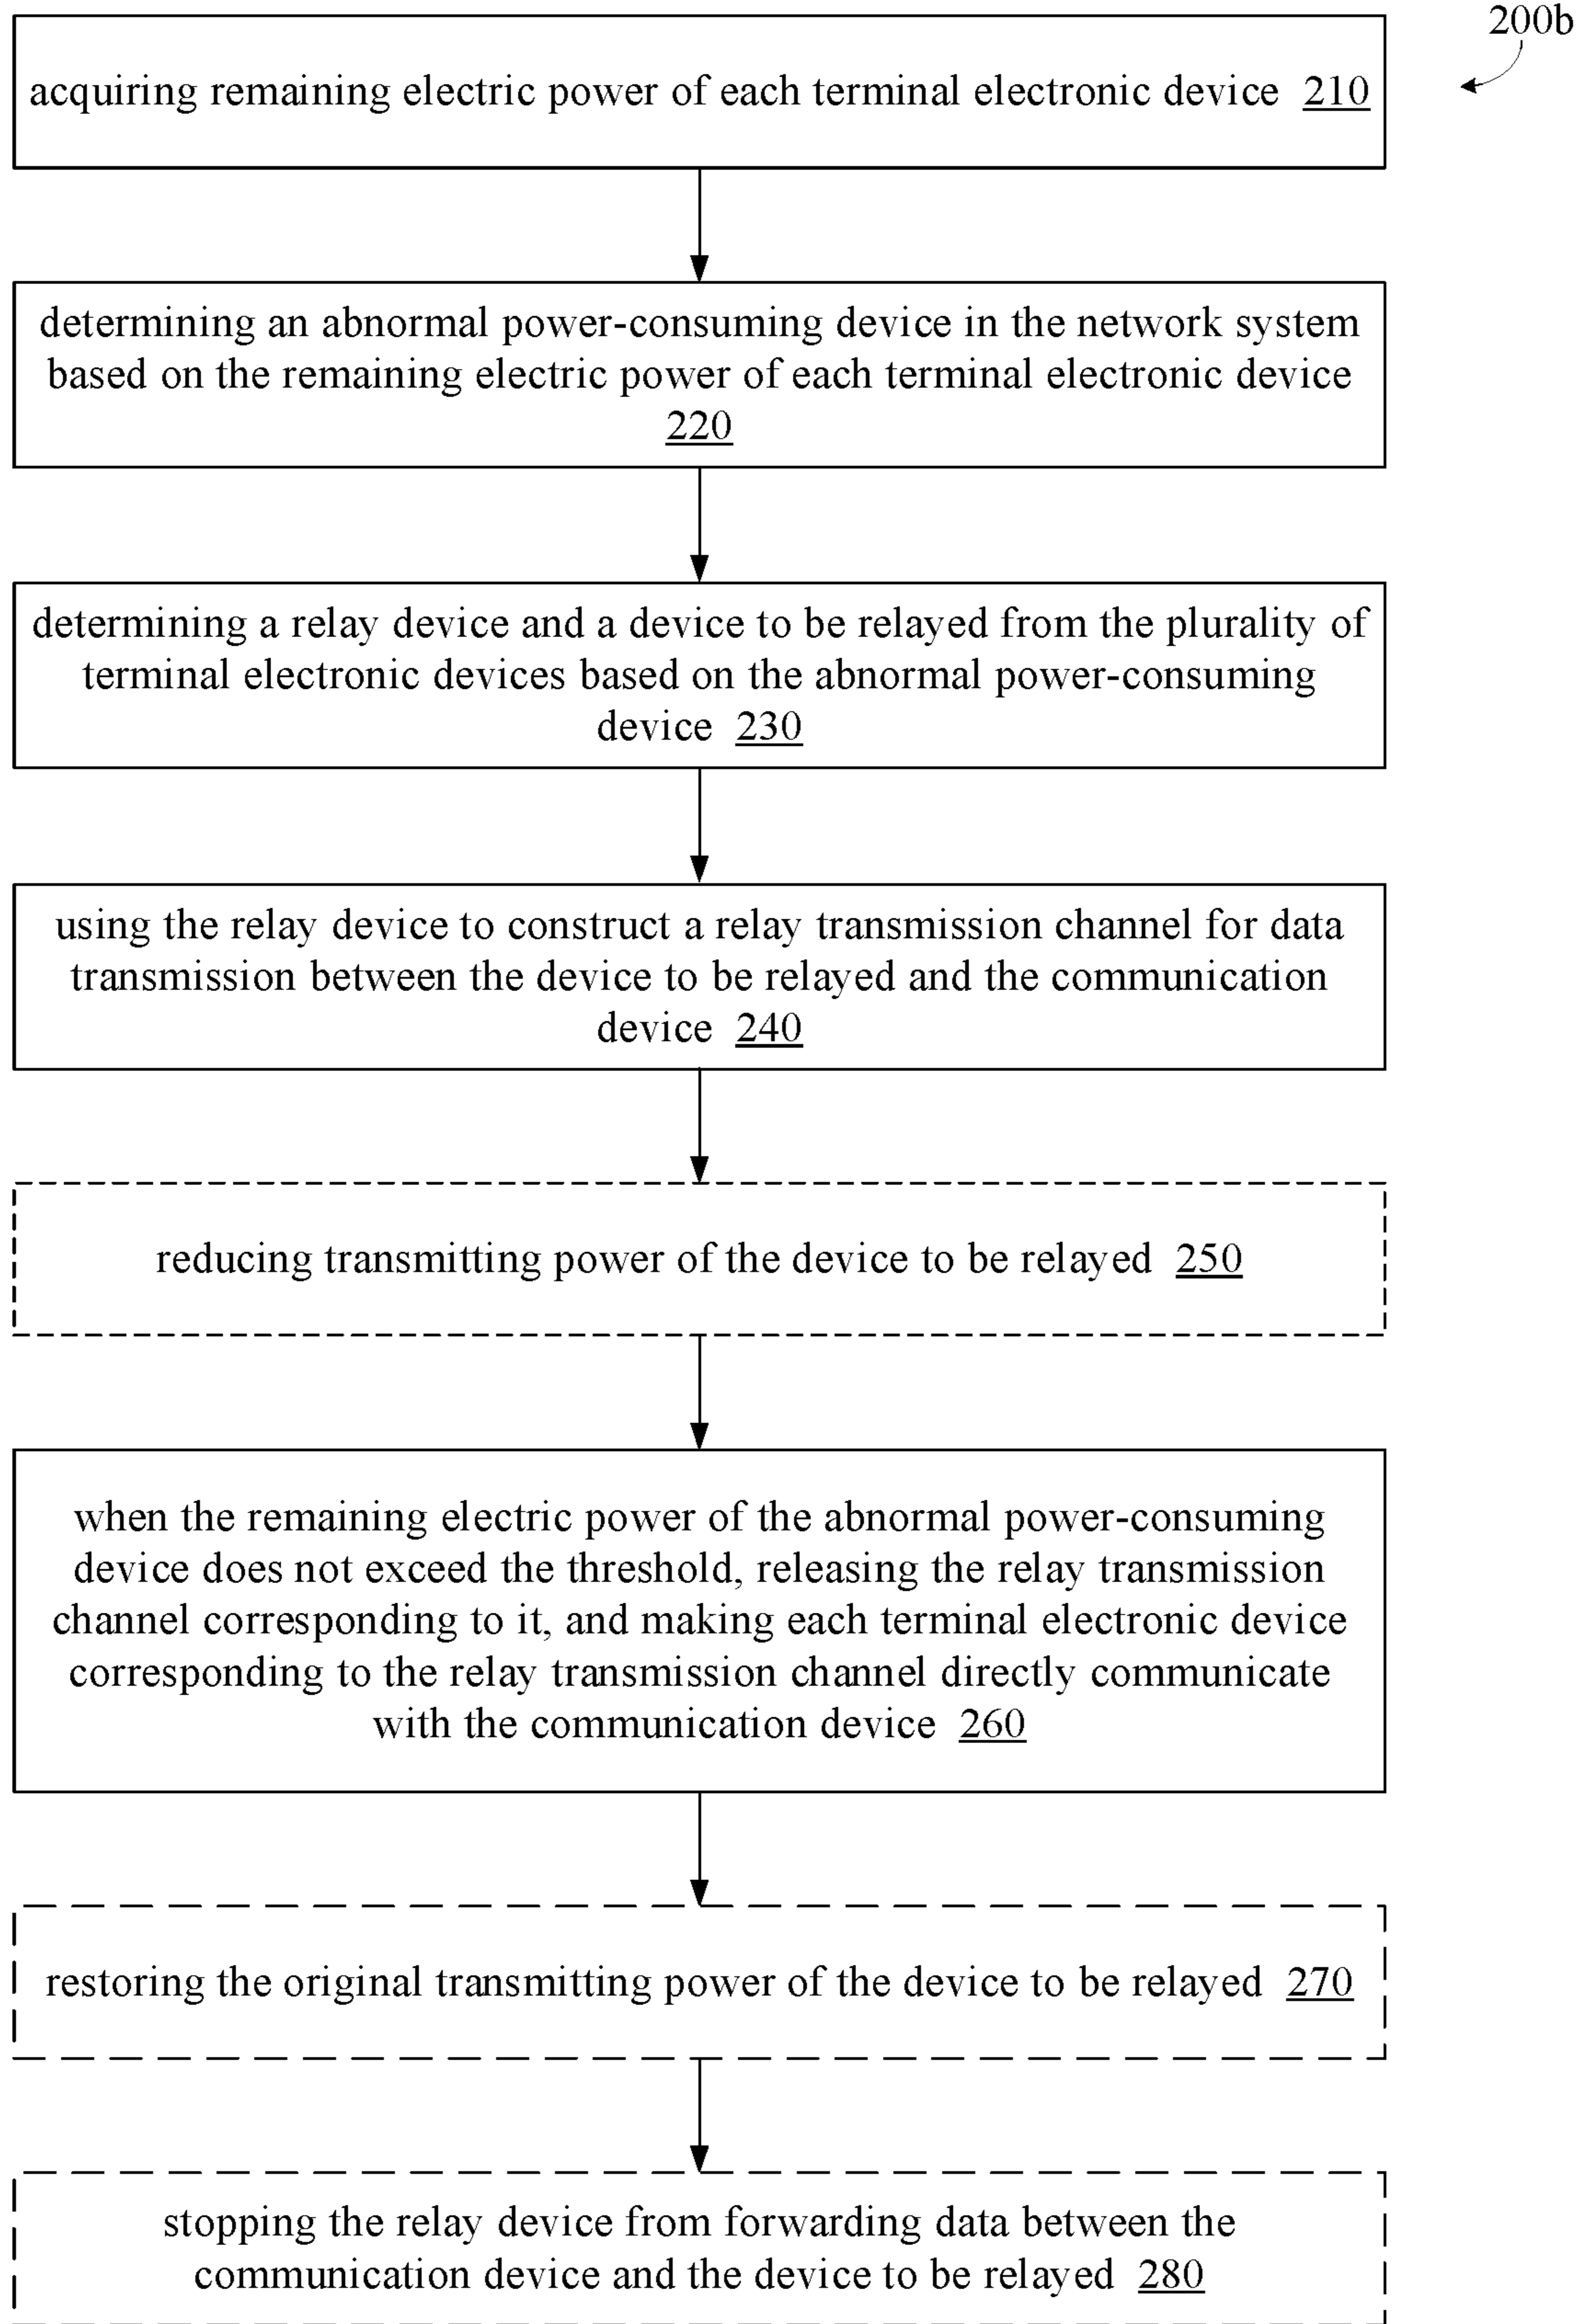 200b
acquiring remaining electric power of each terminal electronic device 210
determining an abnormal power-consuming device in the network system
based on the remaining electric power of each terminal electronic device
220
determining a relay device and a device to be relayed from the plurality of
terminal electronic devices based on the abnormal power-consuming
device 230
using the relay device to construct a relay transmission channel for data
transmission between the device to be relayed and the communication
device 240
reducing transmitting power of the device to be relayed 250
when the remaining electric power of the abnormal power-consuming
device does not exceed the threshold, releasing the relay transmission
channel corresponding to it, and making each terminal electronic device
corresponding to the relay transmission channel directly communicate
with the communication device 260
restoring the original transmitting power of the device to be relayed 270
stopping the relay device from forwarding data between the
communication device and the device to be relayed 280